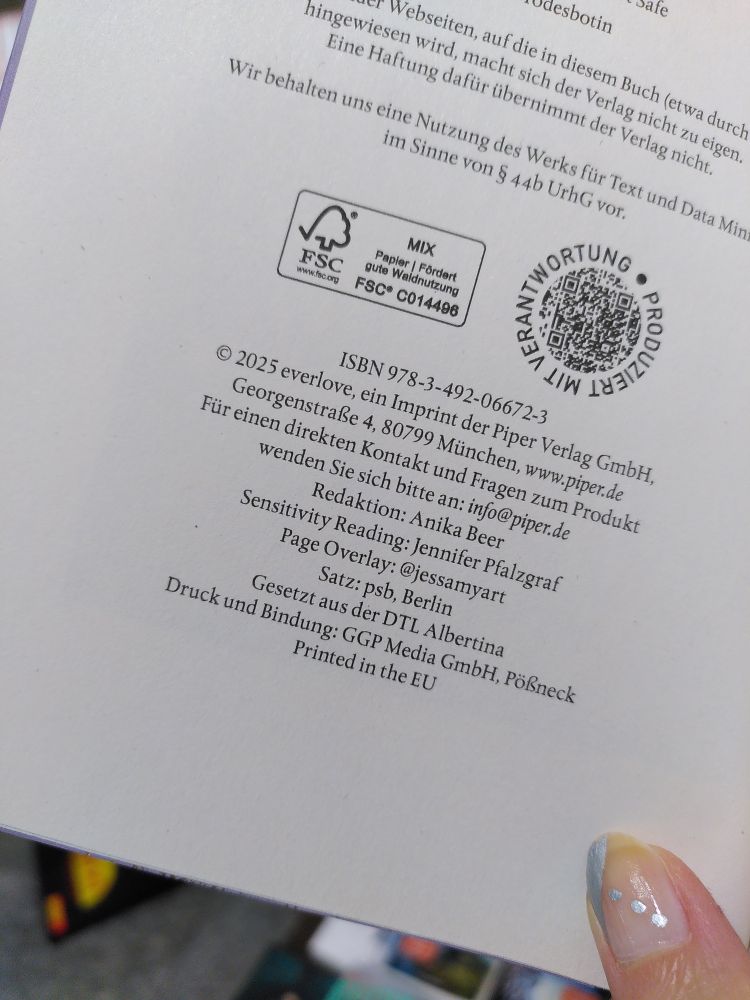 Safe
Todesbotin
der Webseiten, auf die in diesem Buch (etwa durch
hingewiesen wird, macht sich der Verlag nicht zu eigen.
Eine Haftung dafür übernimmt der Verlag nicht.
Wir behalten uns eine Nutzung des Werks für Text und Data
im Sinne von § 44b UrhG vor.
FSC®
www.fsc.org
MIX
Papier | Fördert
gute Waldnutzung
FSC® C014496
PRODUZIERT MIT VERANTWORTUNG
ISBN 978-3-492-06672-3
© 2025 everlove, ein Imprint der Piper Verlag GmbH,
Georgenstraße 4, 80799 München, www.piper.de
Für einen direkten Kontakt und Fragen zum Produkt
wenden Sie sich bitte an: info@piper.de
Redaktion: Anika Beer
Sensitivity Reading: Jennifer Pfalzgraf
Page Overlay: @jessamyart
Satz: psb, Berlin
Gesetzt aus der DTL Albertina
Druck und Bindung: GGP Media GmbH, Pößneck
Printed in the EU